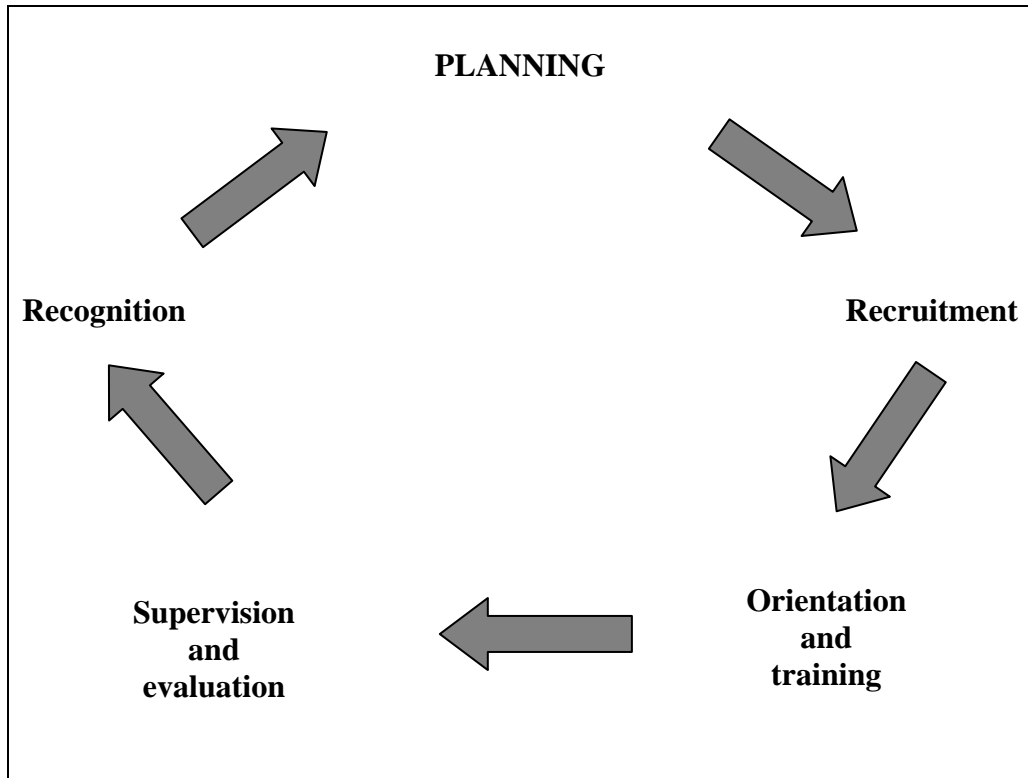 PLANNING
Recognition
Recruitment
Supervision
and
evaluation
Orientation
and
training